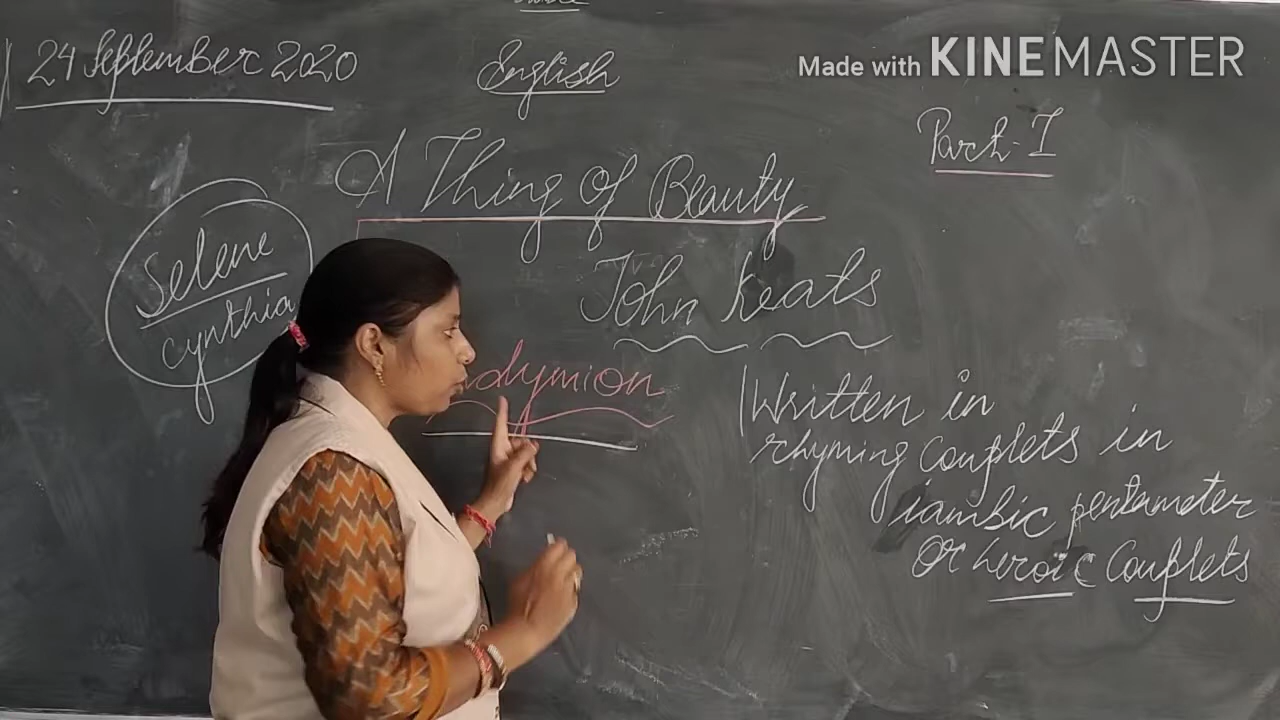 24 September 2020
English
Made with KINEMASTER
Part-I
A Thing of Beauty
Selene
cynthia
John Keats
dymion
Written in
rhyming couplets in
iambic pentameter
Or heroic Couplets